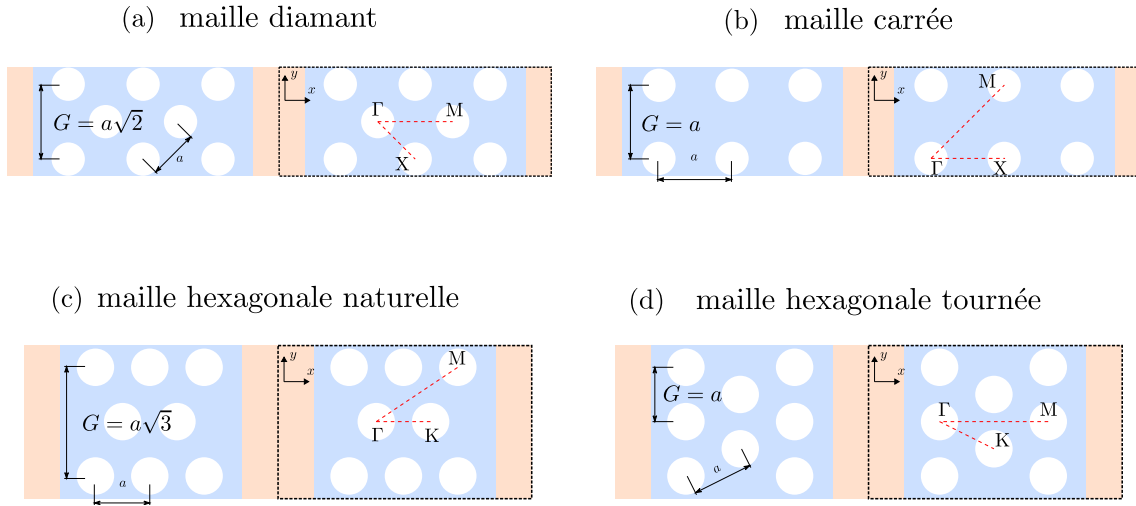 (a) maille diamant
G = a√2
a
y
x
Γ
M
X
(b) maille carrée
G = a
a
y
x
M
Γ
X
(c) maille hexagonale naturelle
G = a√3
a
y
x
M
Γ
K
(d) maille hexagonale tournée
G = a
a
y
x
Γ
M
K